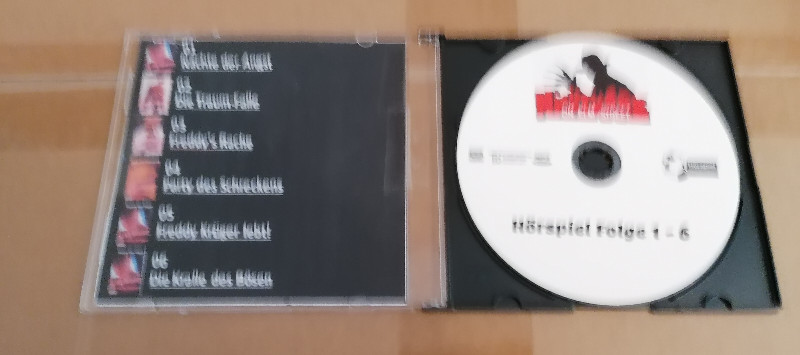 01
Nächte der Angst
02
Die Traum-Falle
03
Freddy's Rache
04
Party des Schreckens
05
Freddy Krüger lebt!
06
Die Kralle des Bösen
Hörspiel Folge 1 - 6